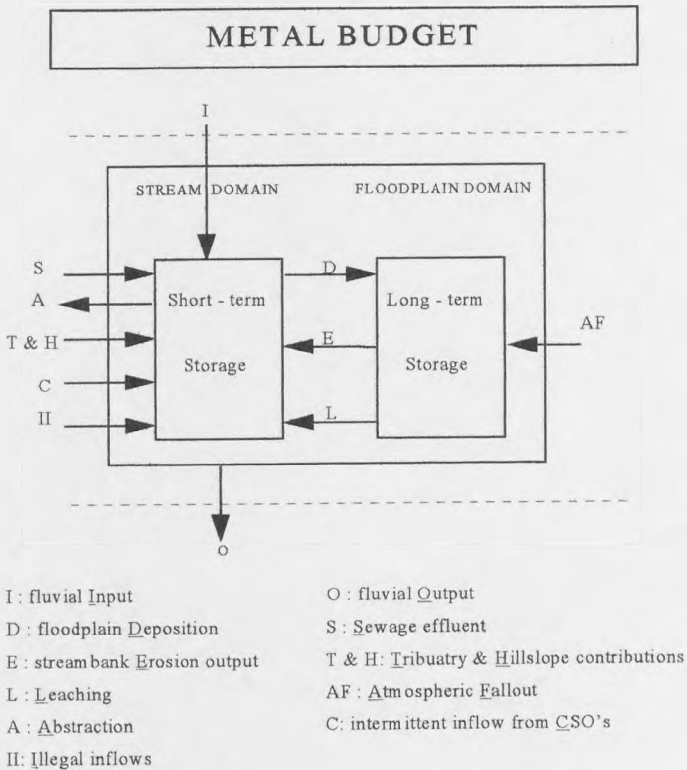 METAL BUDGET
I
STREAM DOMAIN
FLOODPLAIN DOMAIN
S
A
T & H
C
II
Short - term
Storage
D
E
L
Long - term
Storage
AF
O
I : fluvial Input
D : floodplain Deposition
E : streambank Erosion output
L : Leaching
A : Abstraction
II: Illegal inflows
O : fluvial Output
S : Sewage effluent
T & H: Tribuatry & Hillslope contributions
AF : Atmospheric Fallout
C: intermittent inflow from CSO's